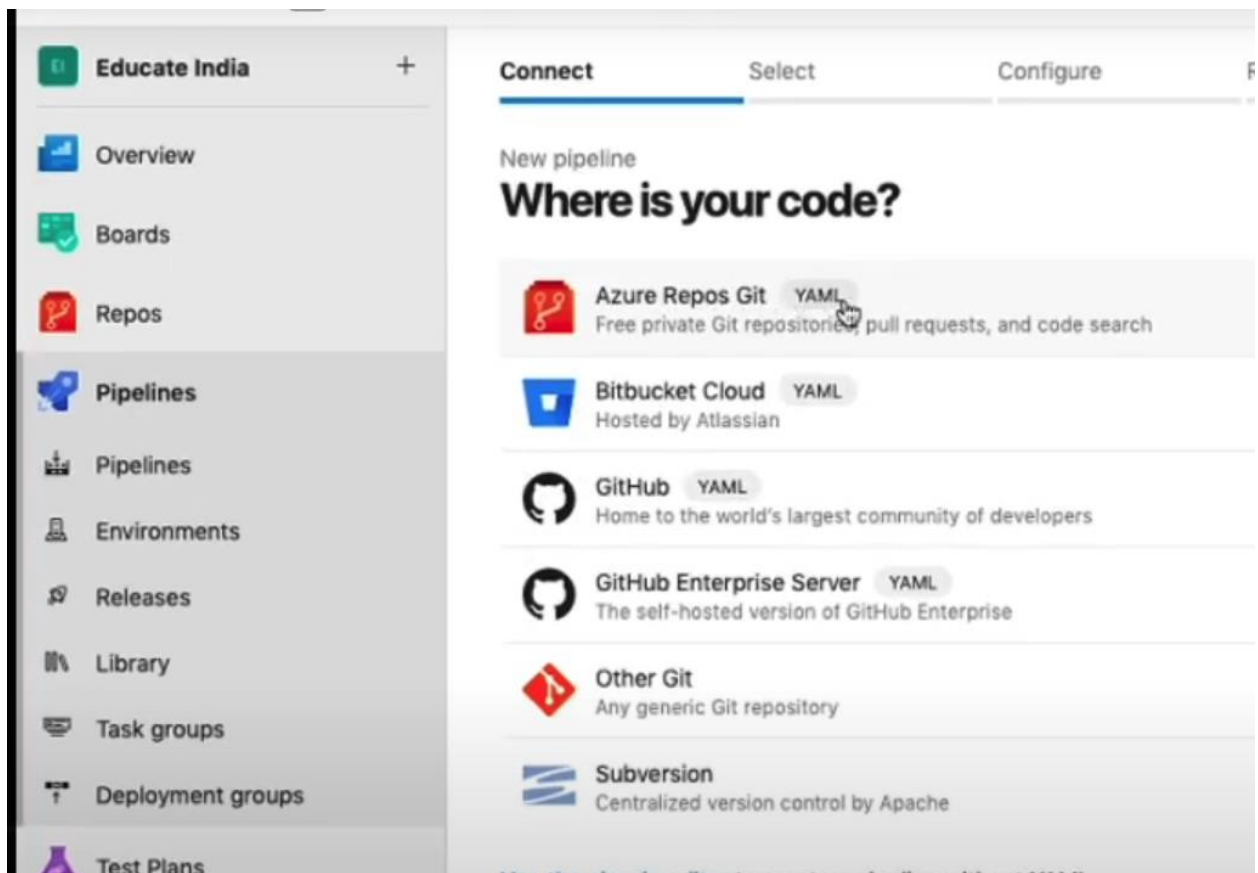 EI
Educate India +
Overview
Boards
Repos
Pipelines
Pipelines
Environments
Releases
Library
Task groups
Deployment groups
Test Plans
Connect Select Configure R
New pipeline
Where is your code?
Azure Repos Git YAML
Free private Git repositories, pull requests, and code search
Bitbucket Cloud YAML
Hosted by Atlassian
GitHub YAML
Home to the world's largest community of developers
GitHub Enterprise Server YAML
The self-hosted version of GitHub Enterprise
Other Git
Any generic Git repository
Subversion
Centralized version control by Apache